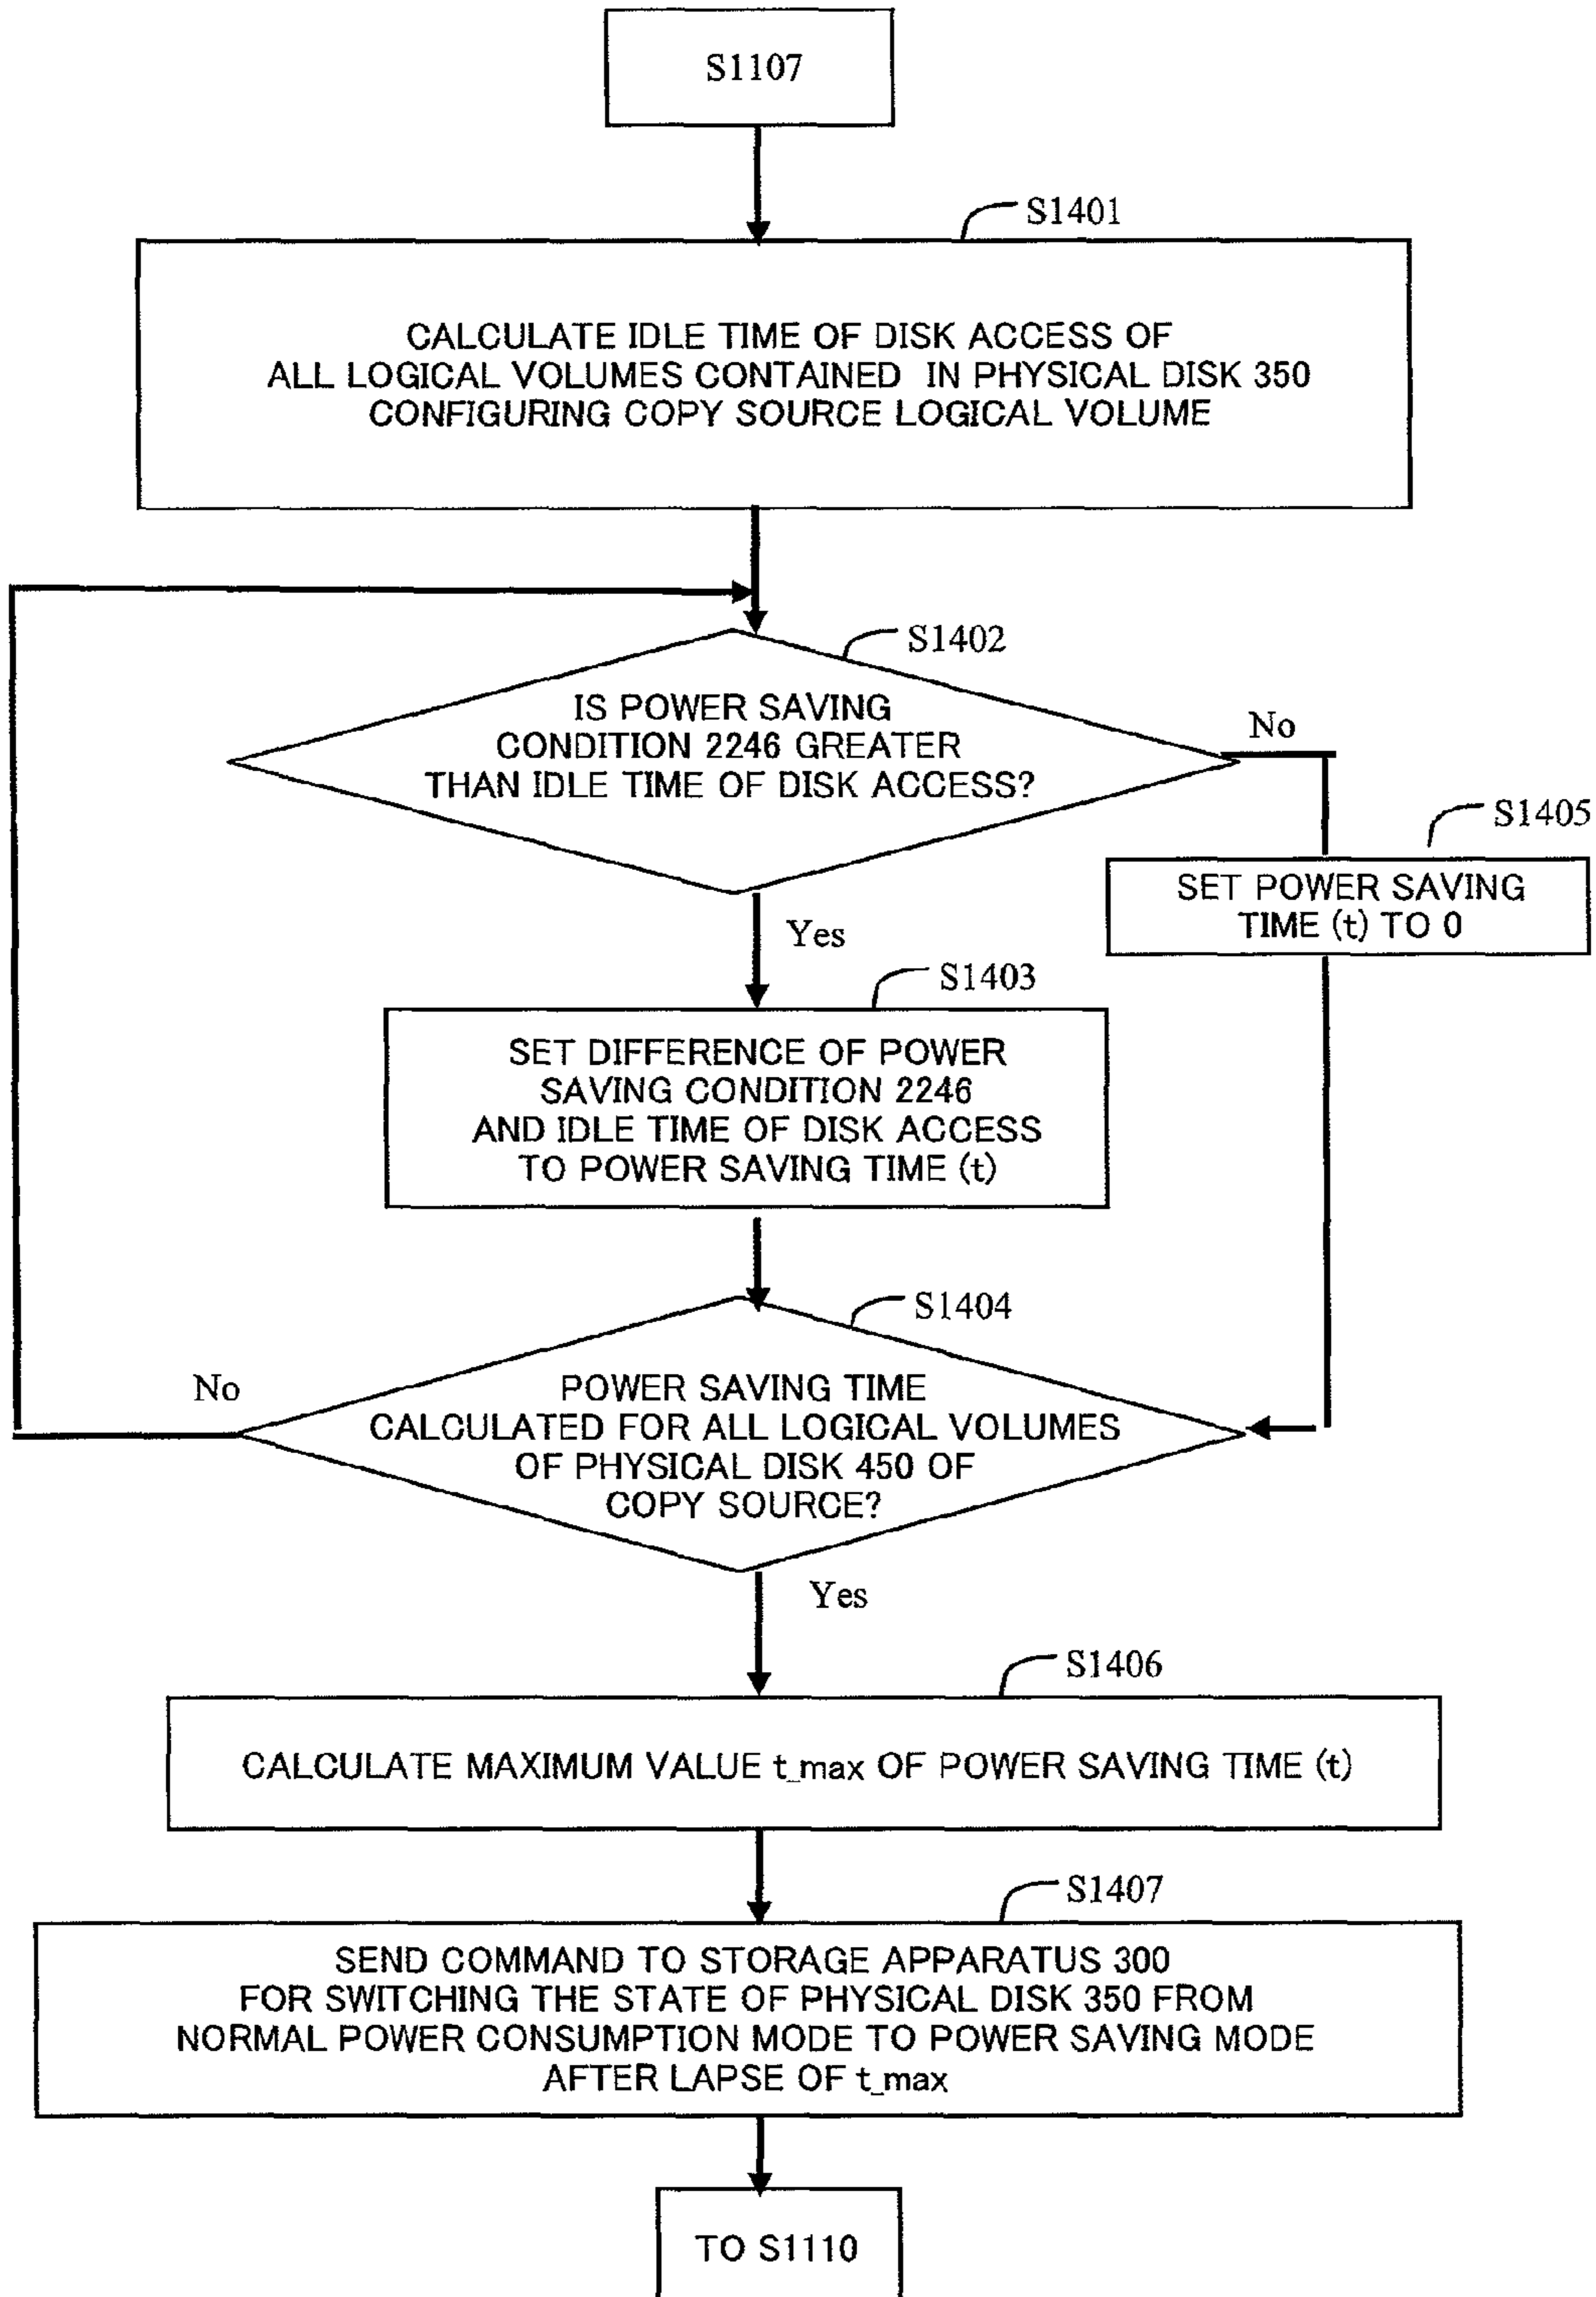 S1107
S1401
CALCULATE IDLE TIME OF DISK ACCESS OF
ALL LOGICAL VOLUMES CONTAINED IN PHYSICAL DISK 350
CONFIGURING COPY SOURCE LOGICAL VOLUME
S1402
IS POWER SAVING
CONDITION 2246 GREATER
THAN IDLE TIME OF DISK ACCESS?
No
S1405
SET POWER SAVING
TIME (t) TO 0
Yes
S1403
SET DIFFERENCE OF POWER
SAVING CONDITION 2246
AND IDLE TIME OF DISK ACCESS
TO POWER SAVING TIME (t)
S1404
No
POWER SAVING TIME
CALCULATED FOR ALL LOGICAL VOLUMES
OF PHYSICAL DISK 450 OF
COPY SOURCE?
Yes
S1406
CALCULATE MAXIMUM VALUE t_max OF POWER SAVING TIME (t)
S1407
SEND COMMAND TO STORAGE APPARATUS 300
FOR SWITCHING THE STATE OF PHYSICAL DISK 350 FROM
NORMAL POWER CONSUMPTION MODE TO POWER SAVING MODE
AFTER LAPSE OF t_max
TO S1110